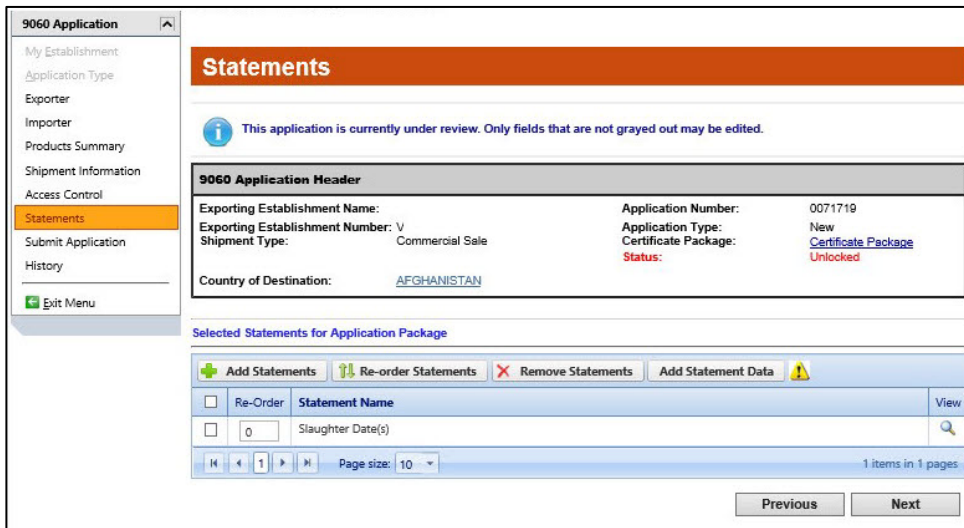 9060 Application
My Establishment
Application Type
Exporter
Importer
Products Summary
Shipment Information
Access Control
Statements
Submit Application
History
Exit Menu
Statements
This application is currently under review. Only fields that are not grayed out may be edited.
9060 Application Header
Exporting Establishment Name:
Exporting Establishment Number: V
Shipment Type: Commercial Sale
Country of Destination: AFGHANISTAN
Application Number: 0071719
Application Type: New
Certificate Package: Certificate Package
Status: Unlocked
Selected Statements for Application Package
Add Statements Re-order Statements Remove Statements Add Statement Data
Re-Order Statement Name View
0 Slaughter Date(s)
1 Page size: 10 1 items in 1 pages
Previous Next